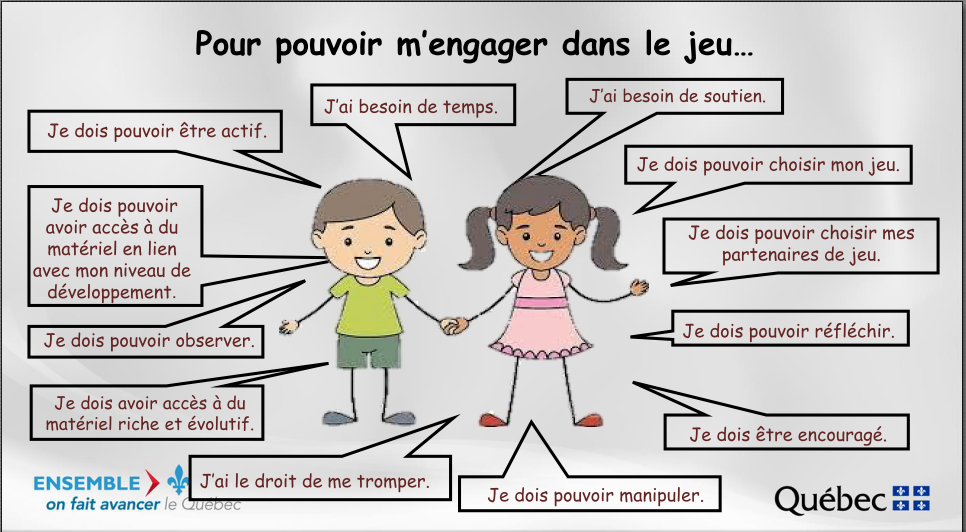 Pour pouvoir m'engager dans le jeu…
J'ai besoin de temps.
J'ai besoin de soutien.
Je dois pouvoir être actif.
Je dois pouvoir choisir mon jeu.
Je dois pouvoir
avoir accès à du
matériel en lien
avec mon niveau de
développement.
Je dois pouvoir choisir mes
partenaires de jeu.
Je dois pouvoir observer.
Je dois pouvoir réfléchir.
Je dois avoir accès à du
matériel riche et évolutif.
Je dois être encouragé.
J'ai le droit de me tromper.
Je dois pouvoir manipuler.
ENSEMBLE
on fait avancer le Québec
Québec